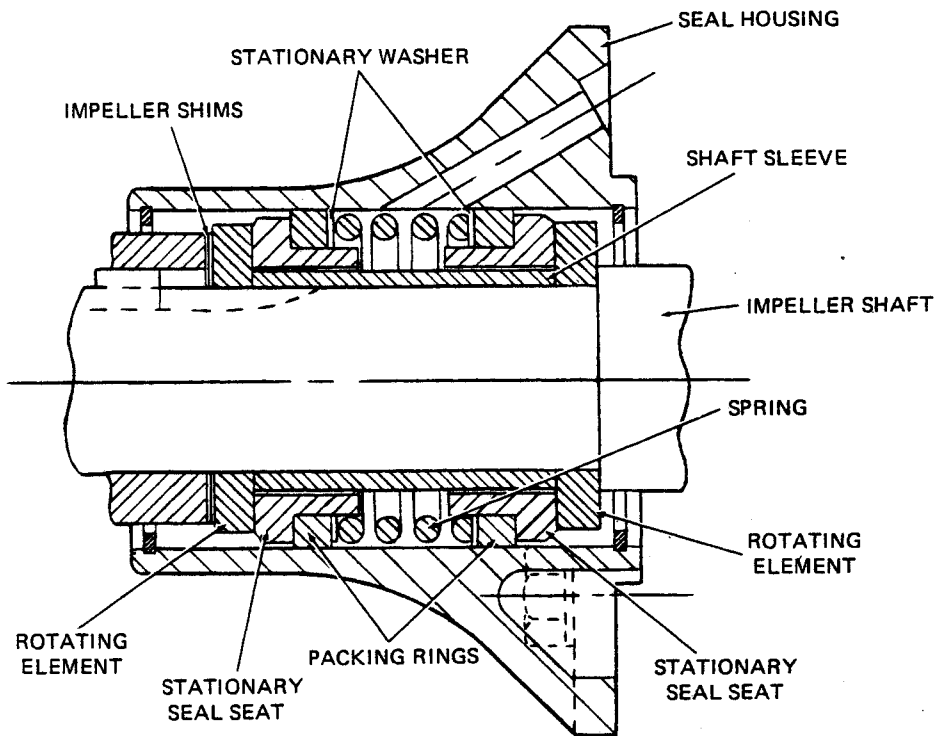 SEAL HOUSING
STATIONARY WASHER
IMPELLER SHIMS
SHAFT SLEEVE
IMPELLER SHAFT
SPRING
ROTATING
ELEMENT
ROTATING
ELEMENT
PACKING RINGS
STATIONARY
SEAL SEAT
STATIONARY
SEAL SEAT